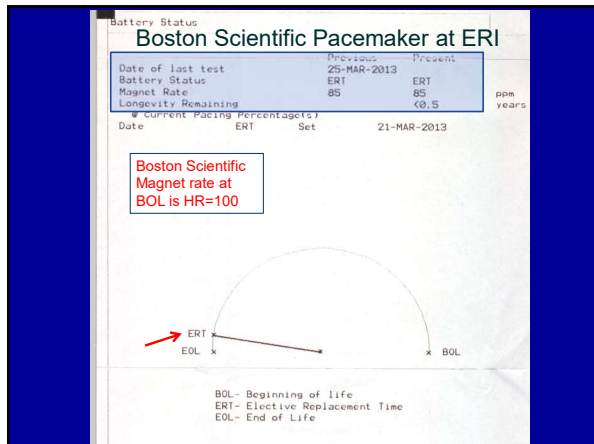 Battery Status
Boston Scientific Pacemaker at ERI
Previous Present
Date of last test 25-MAR-2013
Battery Status ERT ERT
Magnet Rate 85 85 ppm
Longevity Remaining <0.5 years
@ Current Pacing Percentage(s)
Date ERT Set 21-MAR-2013
Boston Scientific
Magnet rate at
BOL is HR=100
ERT
EOL BOL
BOL- Beginning of life
ERT- Elective Replacement Time
EOL- End of Life